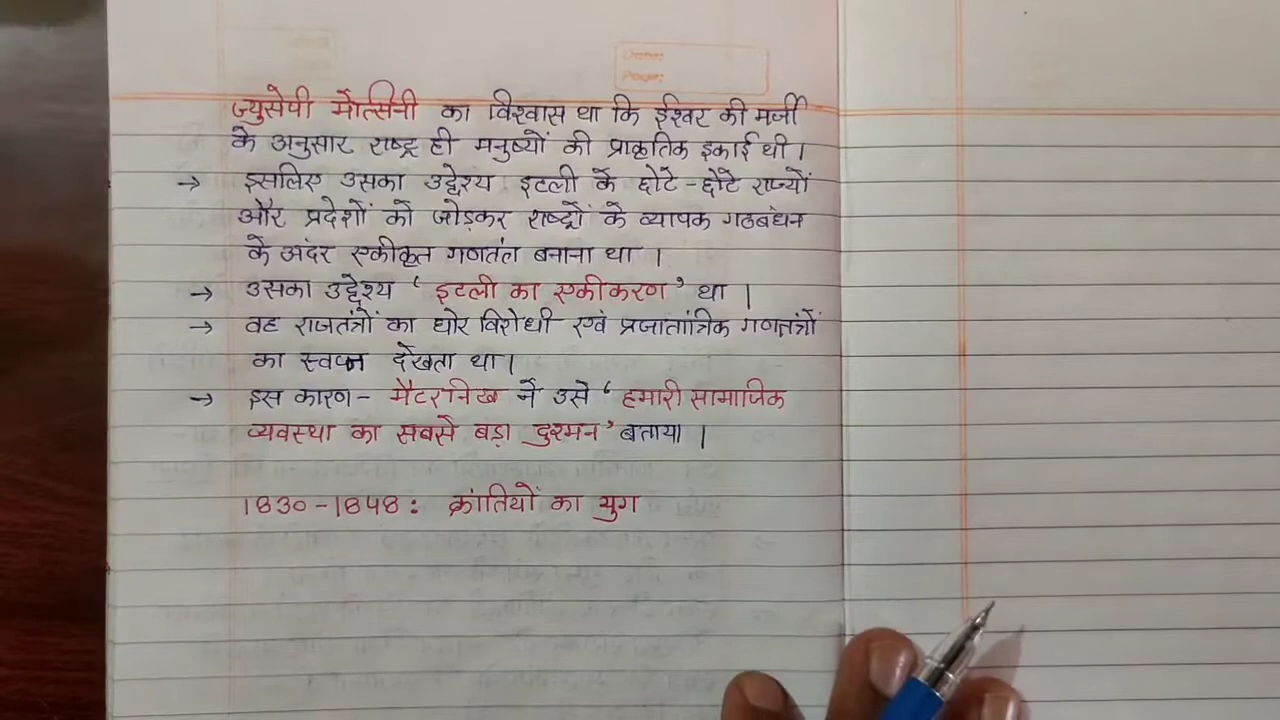 Date:
Page:
ज्युसेपी मात्सिनी का विश्वास था कि ईश्वर की मर्जी
के अनुसार राष्ट्र ही मनुष्यों की प्राकृतिक इकाई थी।
→ इसलिए उसका उद्देश्य इटली के छोटे-छोटे राज्यों
और प्रदेशों को जोड़कर राष्ट्रों के व्यापक गठबंधन
के अंदर एकीकृत गणतंत्र बनाना था।
→ उसका उद्देश्य 'इटली का एकीकरण' था।
→ वह राजतंत्रों का घोर विरोधी एवं प्रजातांत्रिक गणतंत्रों
का स्वप्न देखता था।
→ इस कारण- मैटरनिख ने उसे 'हमारी सामाजिक
व्यवस्था का सबसे बड़ा दुश्मन' बताया।
1830-1848: क्रांतियों का युग